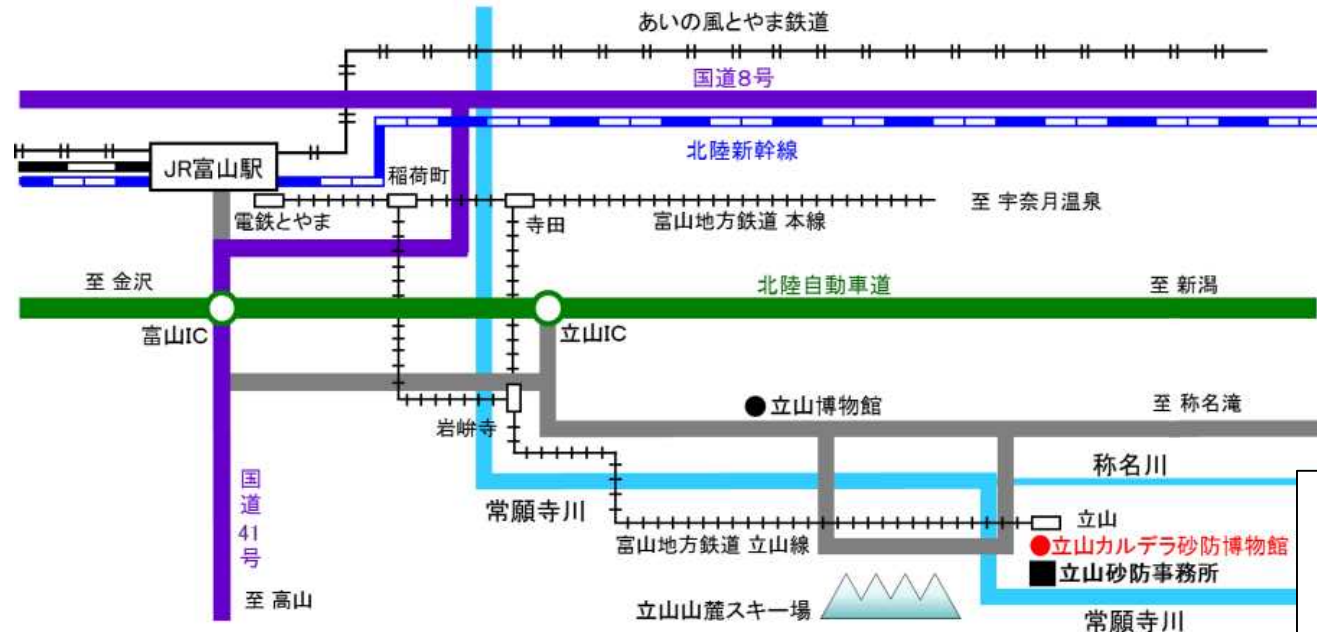 あいの風とやま鉄道
国道8号
北陸新幹線
JR富山駅
稲荷町
電鉄とやま
寺田
富山地方鉄道 本線
至 宇奈月温泉
至 金沢
北陸自動車道
至 新潟
富山IC
立山IC
立山博物館
至 称名滝
岩峅寺
国道41号
称名川
常願寺川
富山地方鉄道 立山線
立山
立山カルデラ砂防博物館
立山砂防事務所
至 高山
立山山麓スキー場
常願寺川